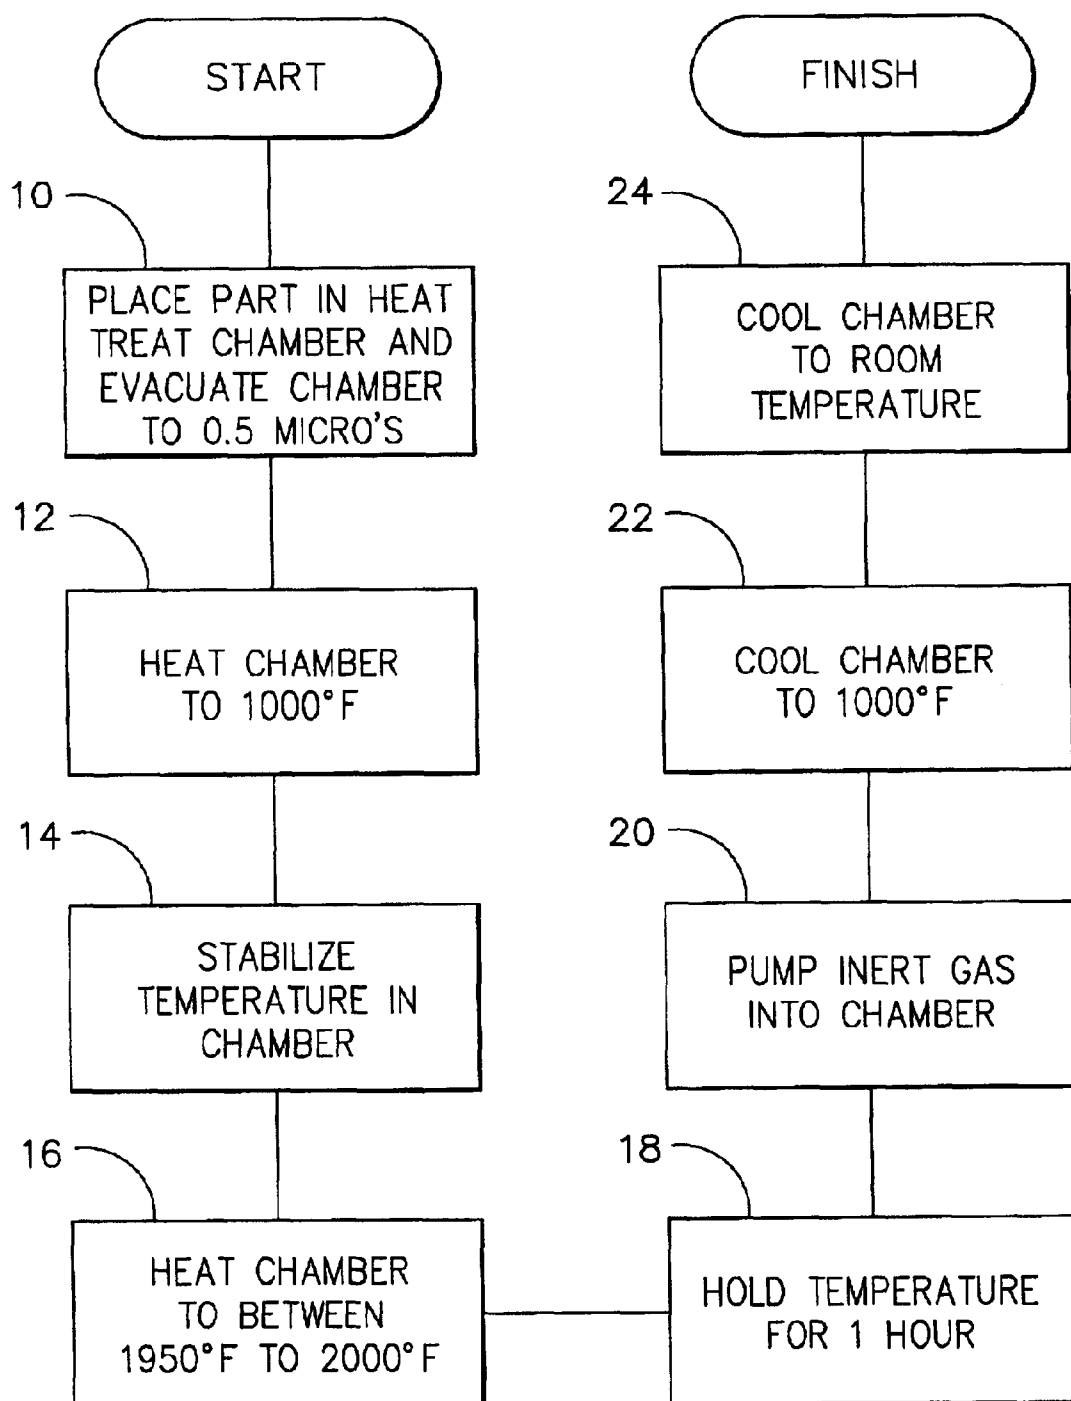 START
10
PLACE PART IN HEAT
TREAT CHAMBER AND
EVACUATE CHAMBER
TO 0.5 MICRO'S
12
HEAT CHAMBER
TO 1000°F
14
STABILIZE
TEMPERATURE IN
CHAMBER
16
HEAT CHAMBER
TO BETWEEN
1950°F TO 2000°F
18
HOLD TEMPERATURE
FOR 1 HOUR
20
PUMP INERT GAS
INTO CHAMBER
22
COOL CHAMBER
TO 1000°F
24
COOL CHAMBER
TO ROOM
TEMPERATURE
FINISH